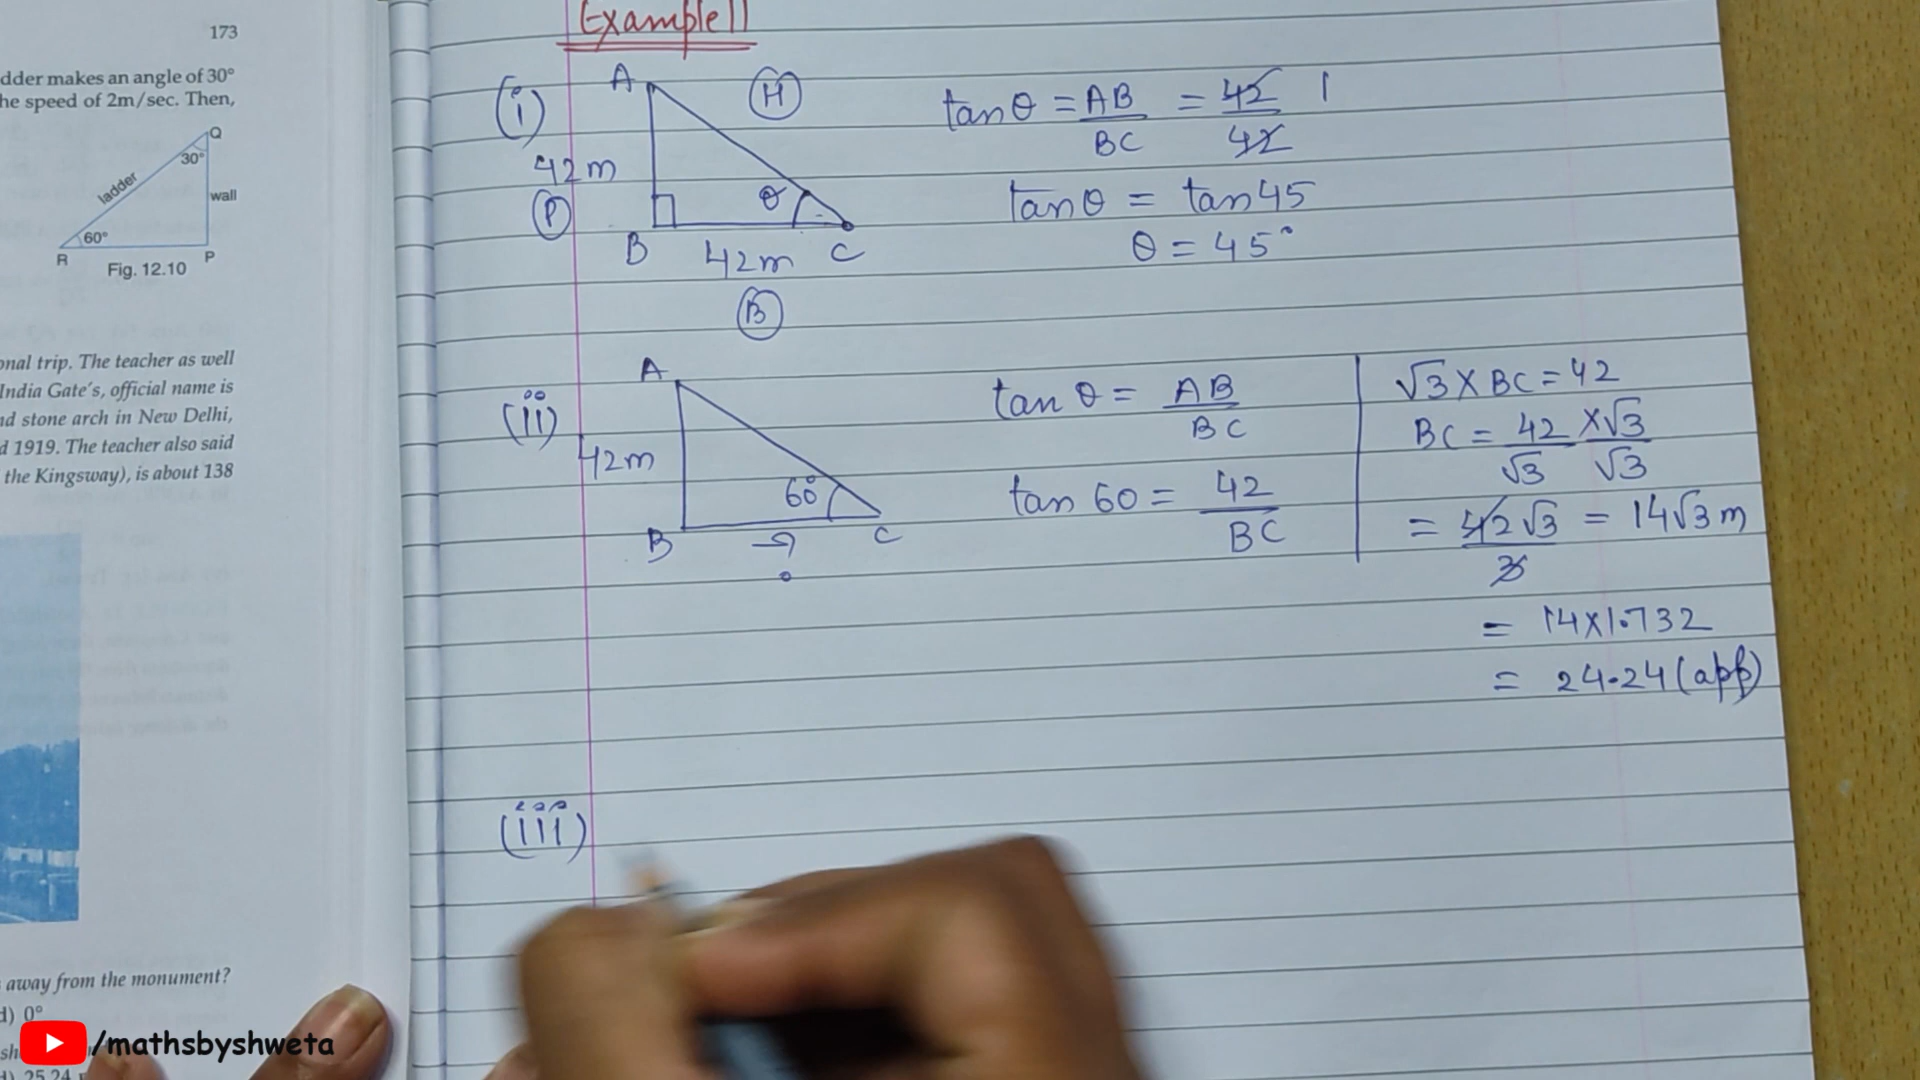 173
dder makes an angle of 30°
he speed of 2m/sec. Then,
Q
30°
ladder
wall
60°
R
P
Fig. 12.10
onal trip. The teacher as well
India Gate's, official name is
nd stone arch in New Delhi,
d 1919. The teacher also said
the Kingsway), is about 138
away from the monument?
d) 0°
sh
d) 25.24
/mathsbyshweta
Example 11
(i)
A
H
42m
P
θ
B
42m
C
B
tanθ = AB/BC = 42/42 1
tanθ = tan45
θ = 45°
(ii)
A
42m
60°
B
?
C
tan θ = AB/BC
tan 60 = 42/BC
√3 X BC = 42
BC = 42/√3 X√3/√3
= 42√3/3 = 14√3 m
= 14X1.732
= 24.24 (app)
(iii)